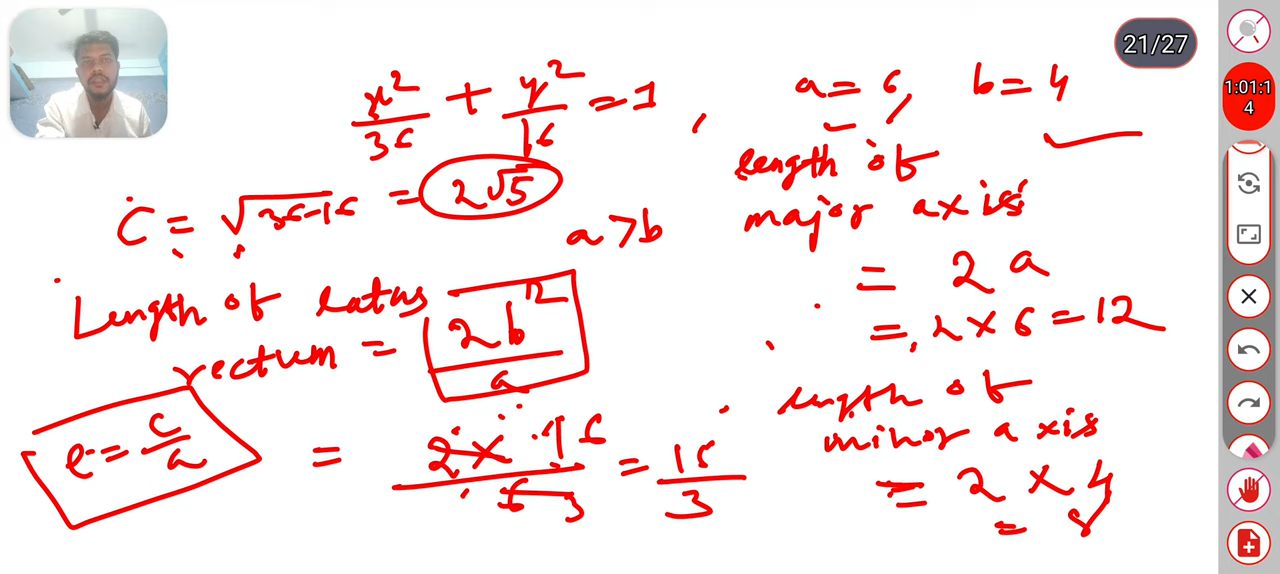 21/27
1:01:1
4
x²/36 + y²/16 = 1, a = 6, b = 4
c = √36-16 = 2√5
a > b
Length of latus
rectum = 2b²/a
e = c/a
= 2 × 16/6 3 = 16/3
length of
major axis
= 2a
= 2 × 6 = 12
length of
minor axis
= 2 × 4
= 8